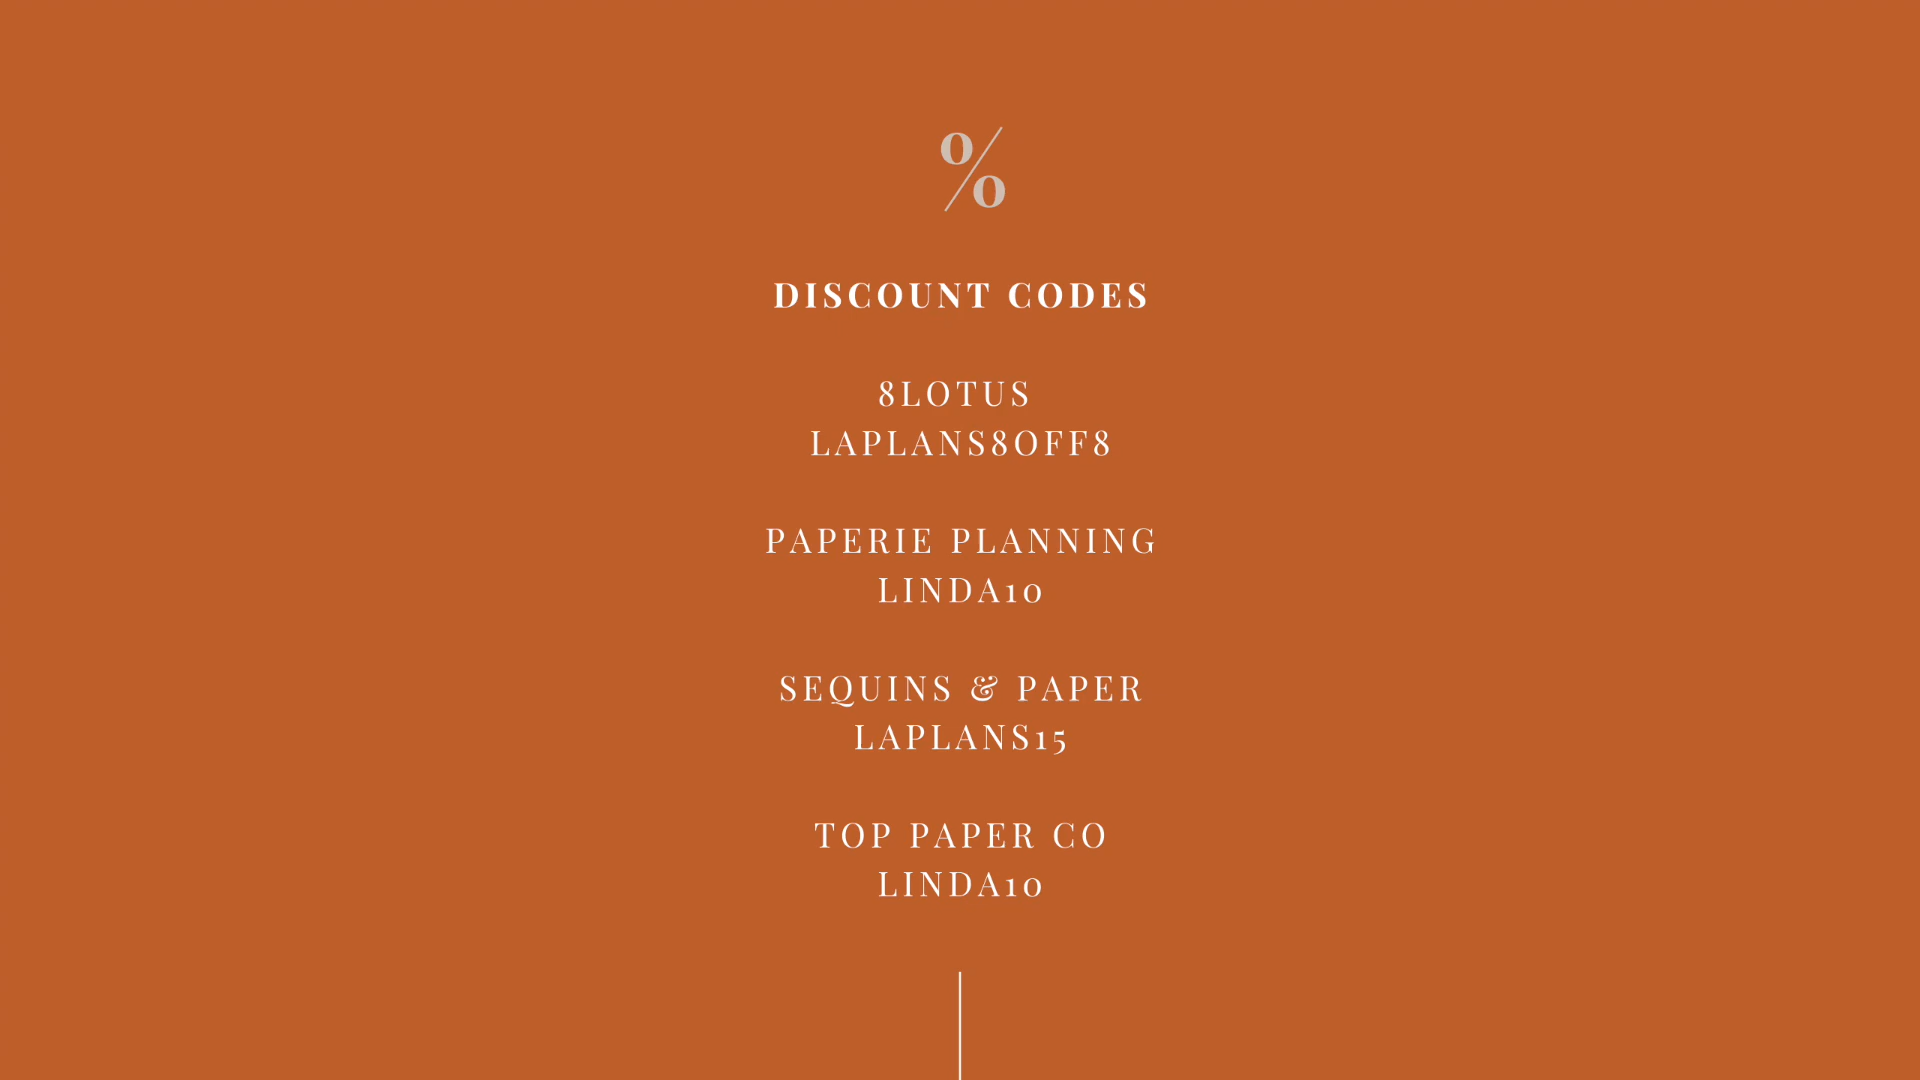 %
DISCOUNT CODES
8LOTUS
LAPLANS8OFF8
PAPERIE PLANNING
LINDA10
SEQUINS & PAPER
LAPLANS15
TOP PAPER CO
LINDA10